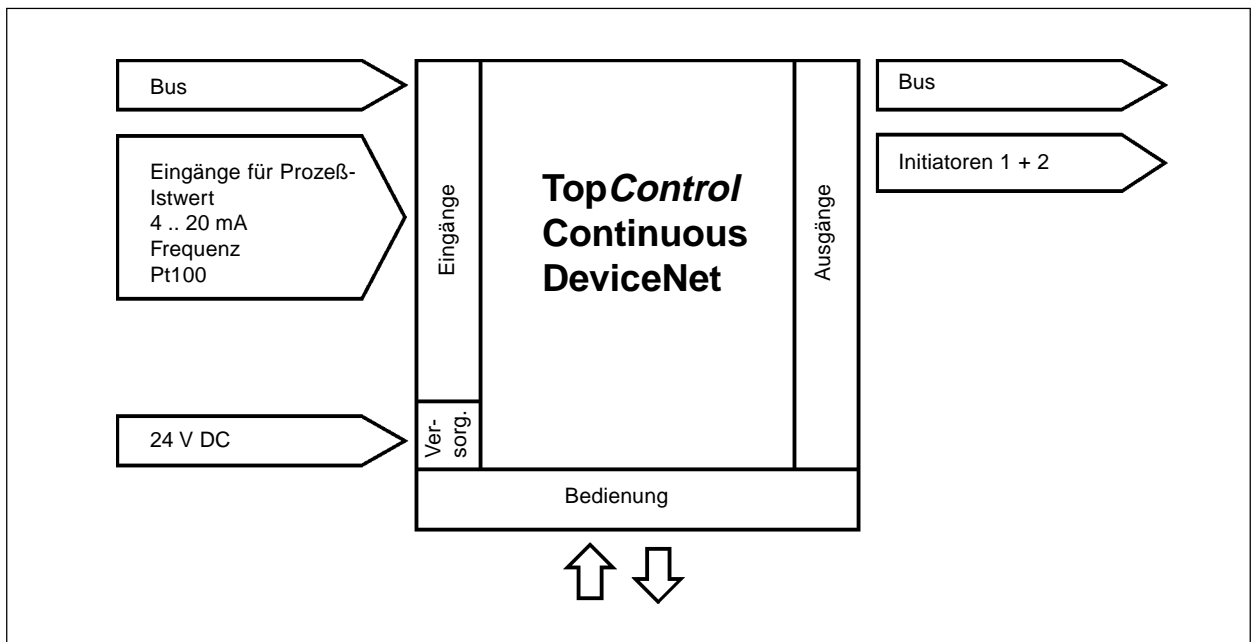 Bus
Eingänge für Prozeß-
Istwert
4 .. 20 mA
Frequenz
Pt100
24 V DC
Eingänge
Ver-
sorg.
TopControl
Continuous
DeviceNet
Ausgänge
Bedienung
Bus
Initiatoren 1 + 2